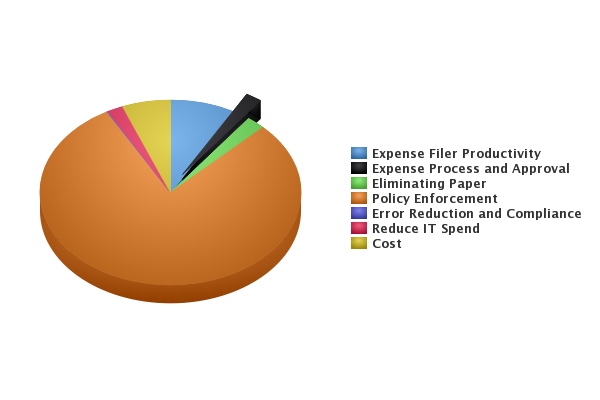 Expense Filer Productivity
Expense Process and Approval
Eliminating Paper
Policy Enforcement
Error Reduction and Compliance
Reduce IT Spend
Cost